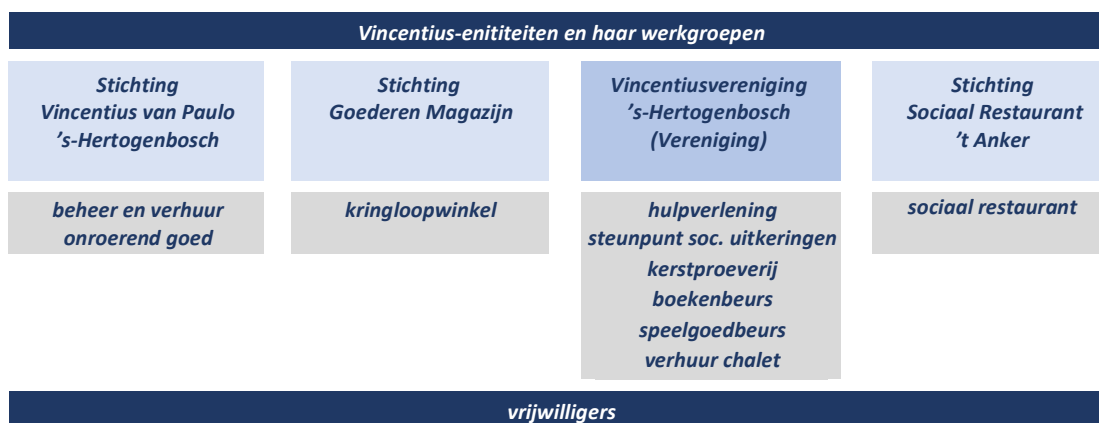 Vincentius-enititeiten en haar werkgroepen
Stichting
Vincentius van Paulo
’s-Hertogenbosch
beheer en verhuur
onroerend goed
Stichting
Goederen Magazijn
kringloopwinkel
Vincentiusvereniging
’s-Hertogenbosch
(Vereniging)
hulpverlening
steunpunt soc. uitkeringen
kerstproeverij
boekenbeurs
speelgoedbeurs
verhuur chalet
Stichting
Sociaal Restaurant
’t Anker
sociaal restaurant
vrijwilligers